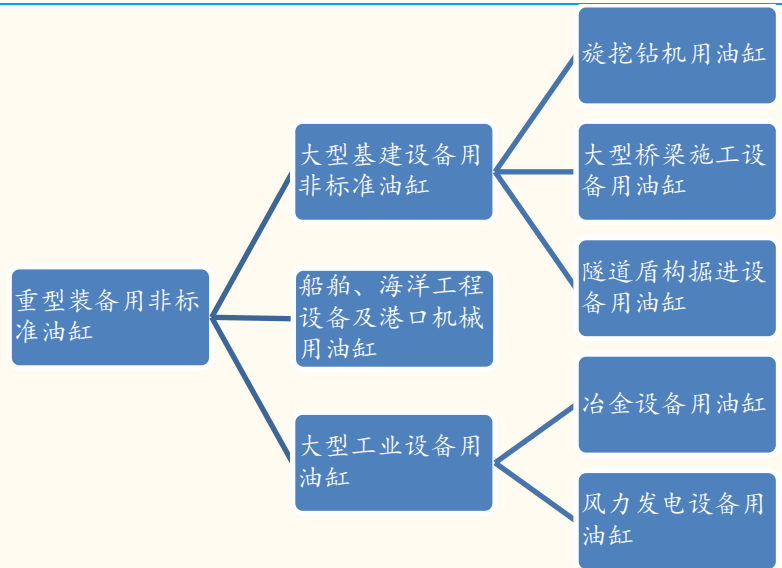 重型装备用非标
准油缸
大型基建设备用
非标准油缸
旋挖钻机用油缸
大型桥梁施工设
备用油缸
隧道盾构掘进设
备用油缸
船舶、海洋工程
设备及港口机械
用油缸
大型工业设备用
油缸
冶金设备用油缸
风力发电设备用
油缸